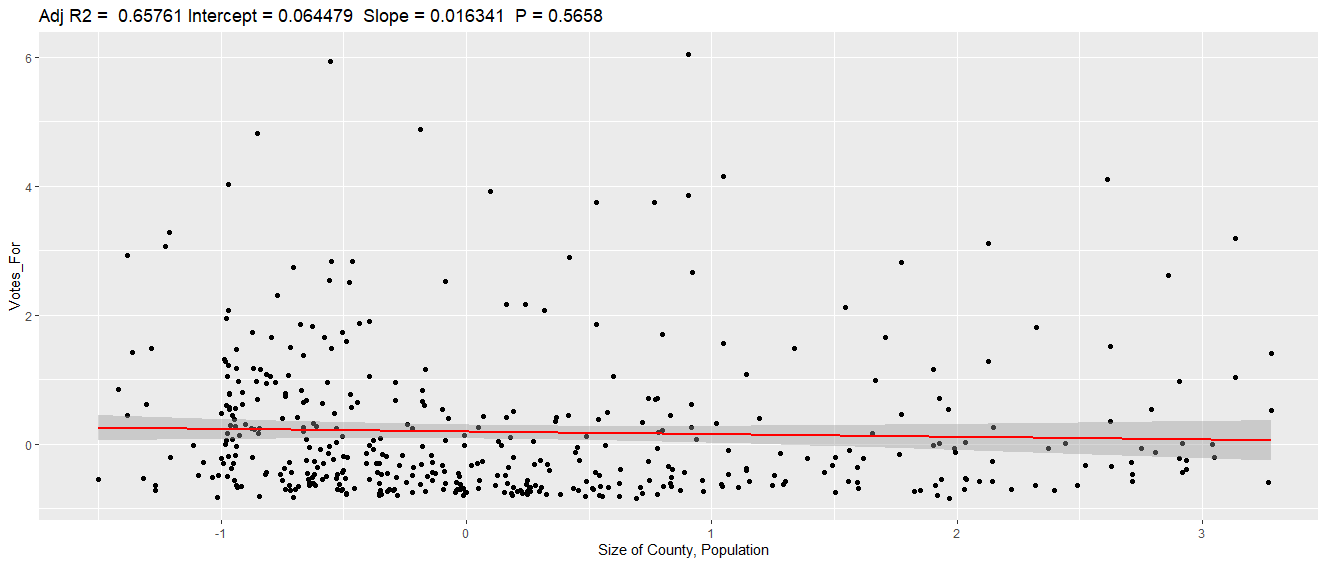 Adj R2 =  0.65761 Intercept = 0.064479  Slope = 0.016341  P = 0.5658
6
4
2
0
Votes_For
-1 0 1 2 3
Size of County, Population